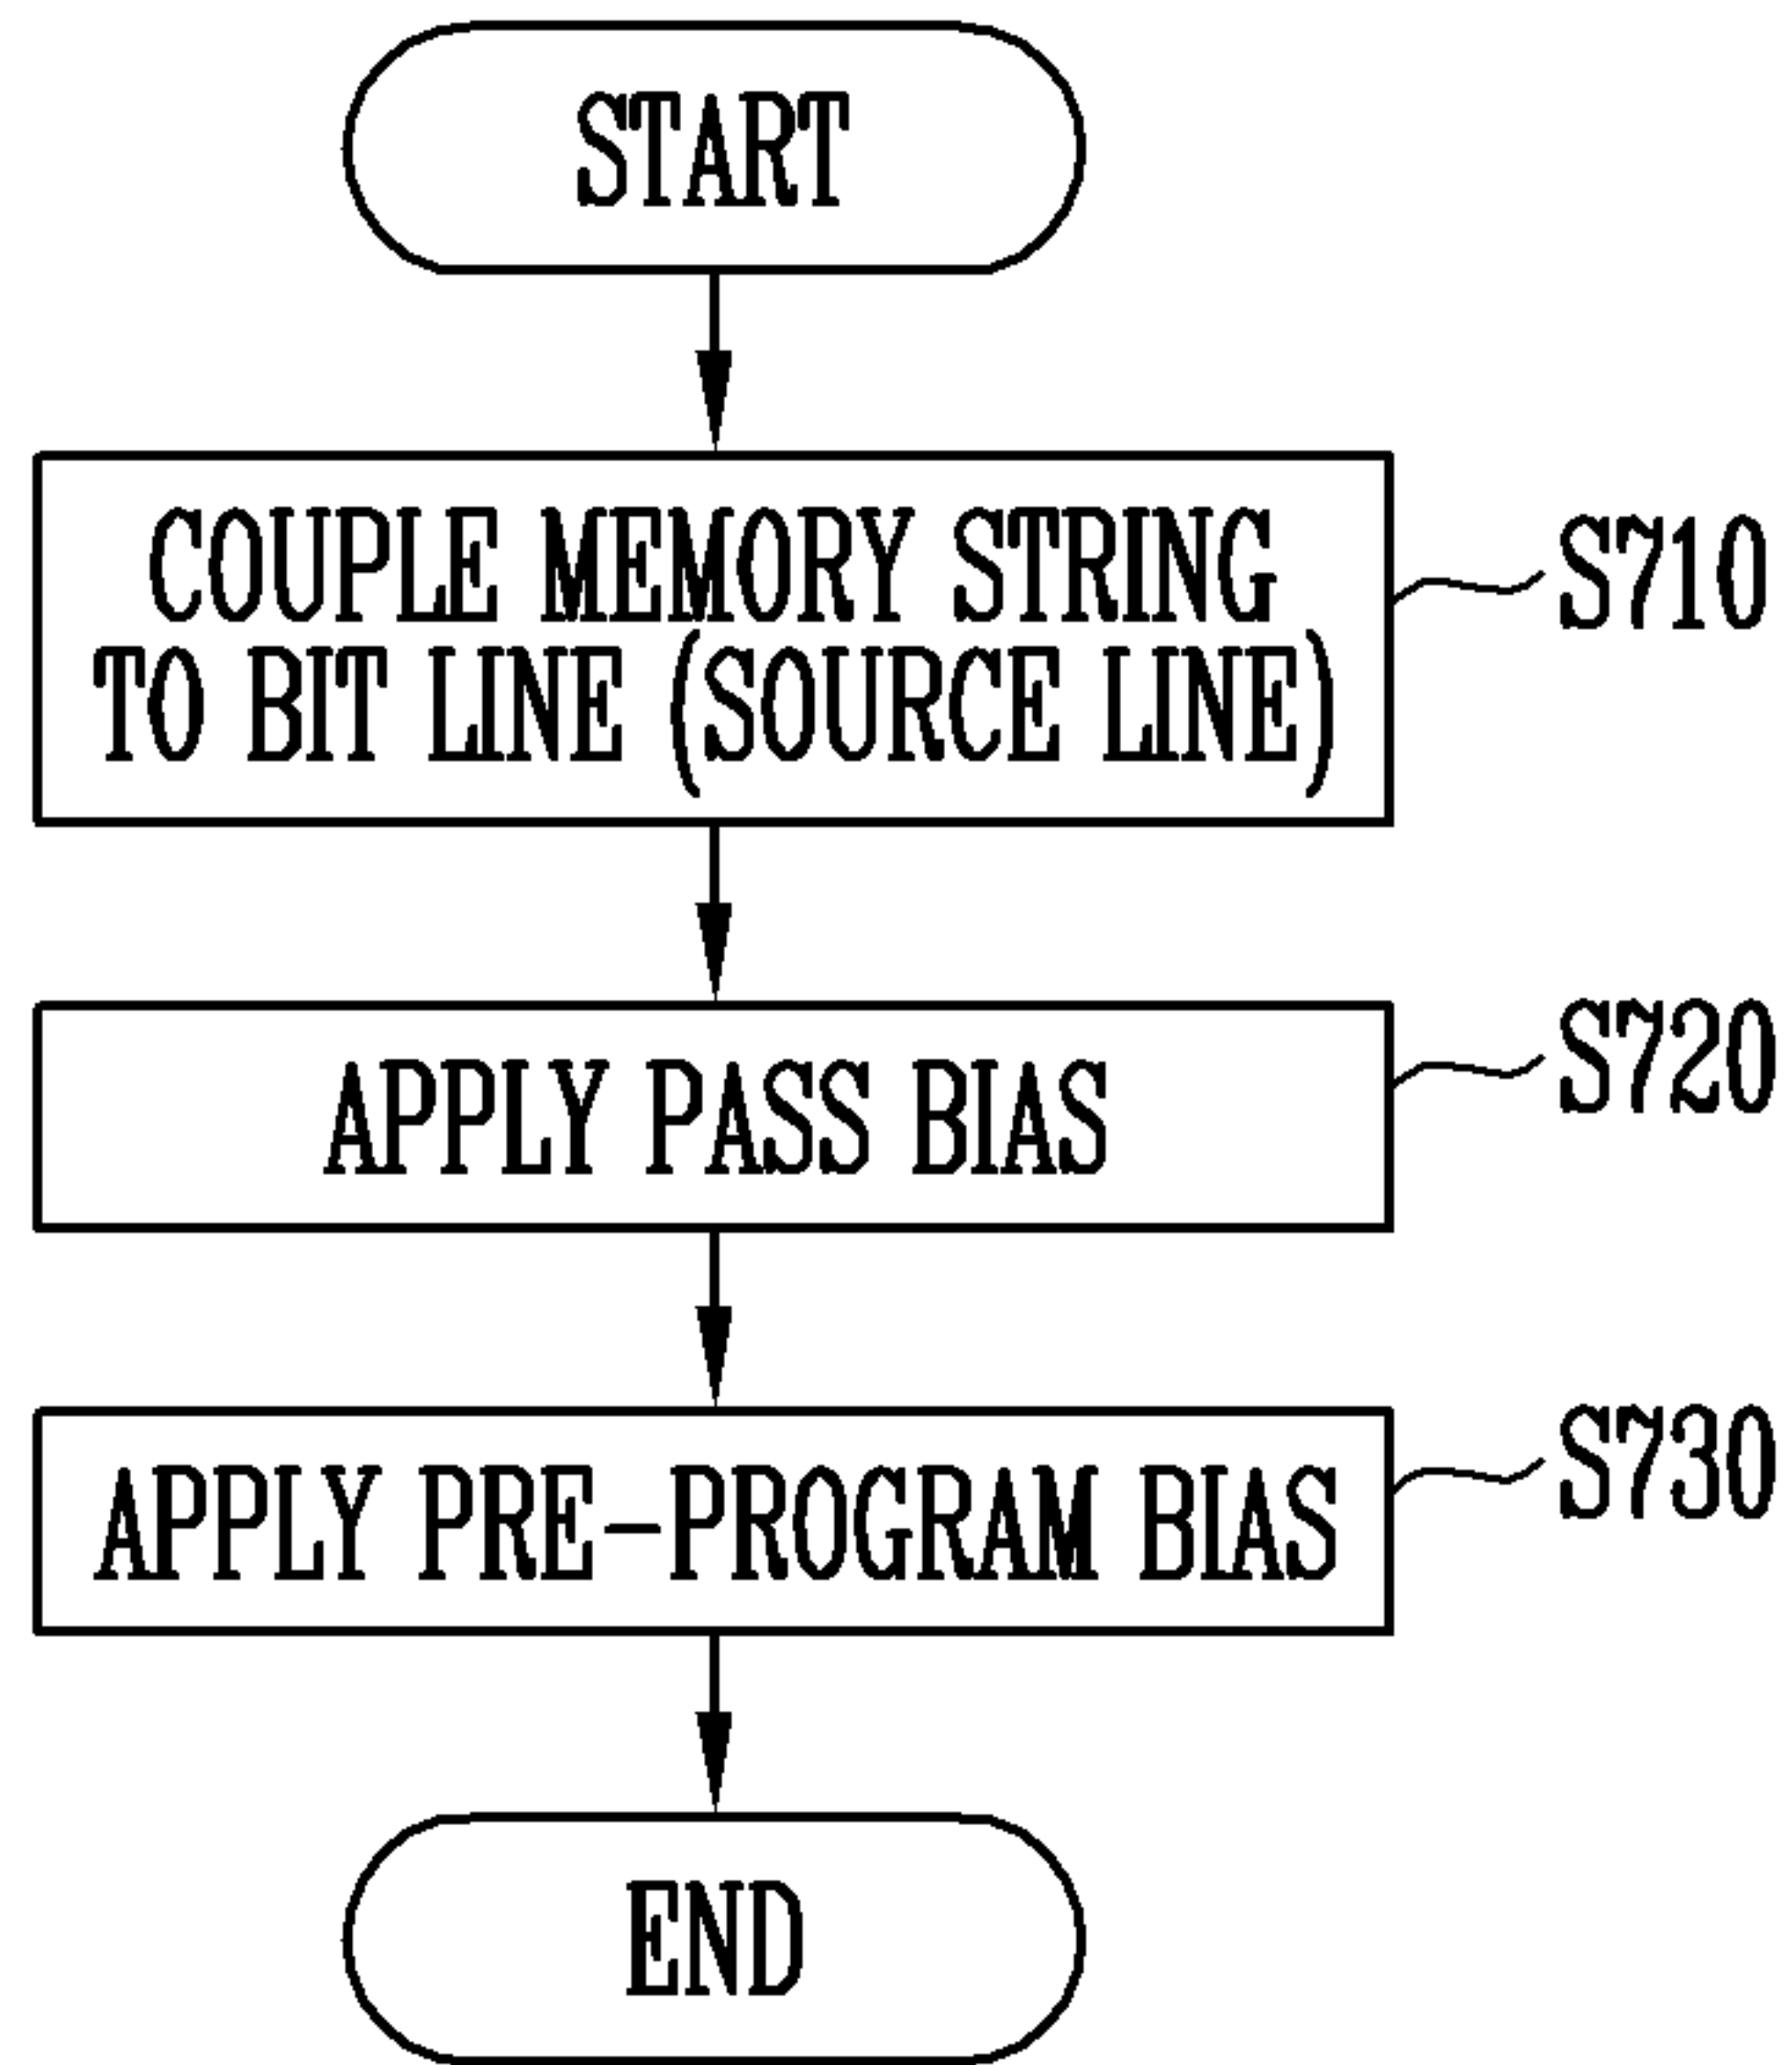 START
COUPLE MEMORY STRING
TO BIT LINE (SOURCE LINE)
S710
APPLY PASS BIAS
S720
APPLY PRE-PROGRAM BIAS
S730
END